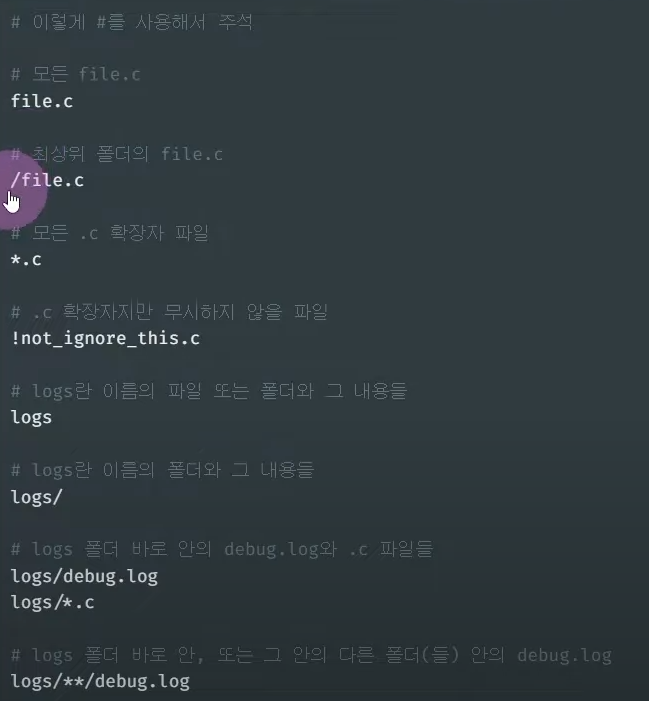 # 이렇게 #를 사용해서 주석
# 모든 file.c
file.c
# 최상위 폴더의 file.c
/file.c
# 모든 .c 확장자 파일
*.c
# .c 확장자지만 무시하지 않을 파일
!not_ignore_this.c
# logs란 이름의 파일 또는 폴더와 그 내용들
logs
# logs란 이름의 폴더와 그 내용들
logs/
# logs 폴더 바로 안의 debug.log와 .c 파일들
logs/debug.log
logs/*.c
# logs 폴더 바로 안, 또는 그 안의 다른 폴더(들) 안의 debug.log
logs/**/debug.log